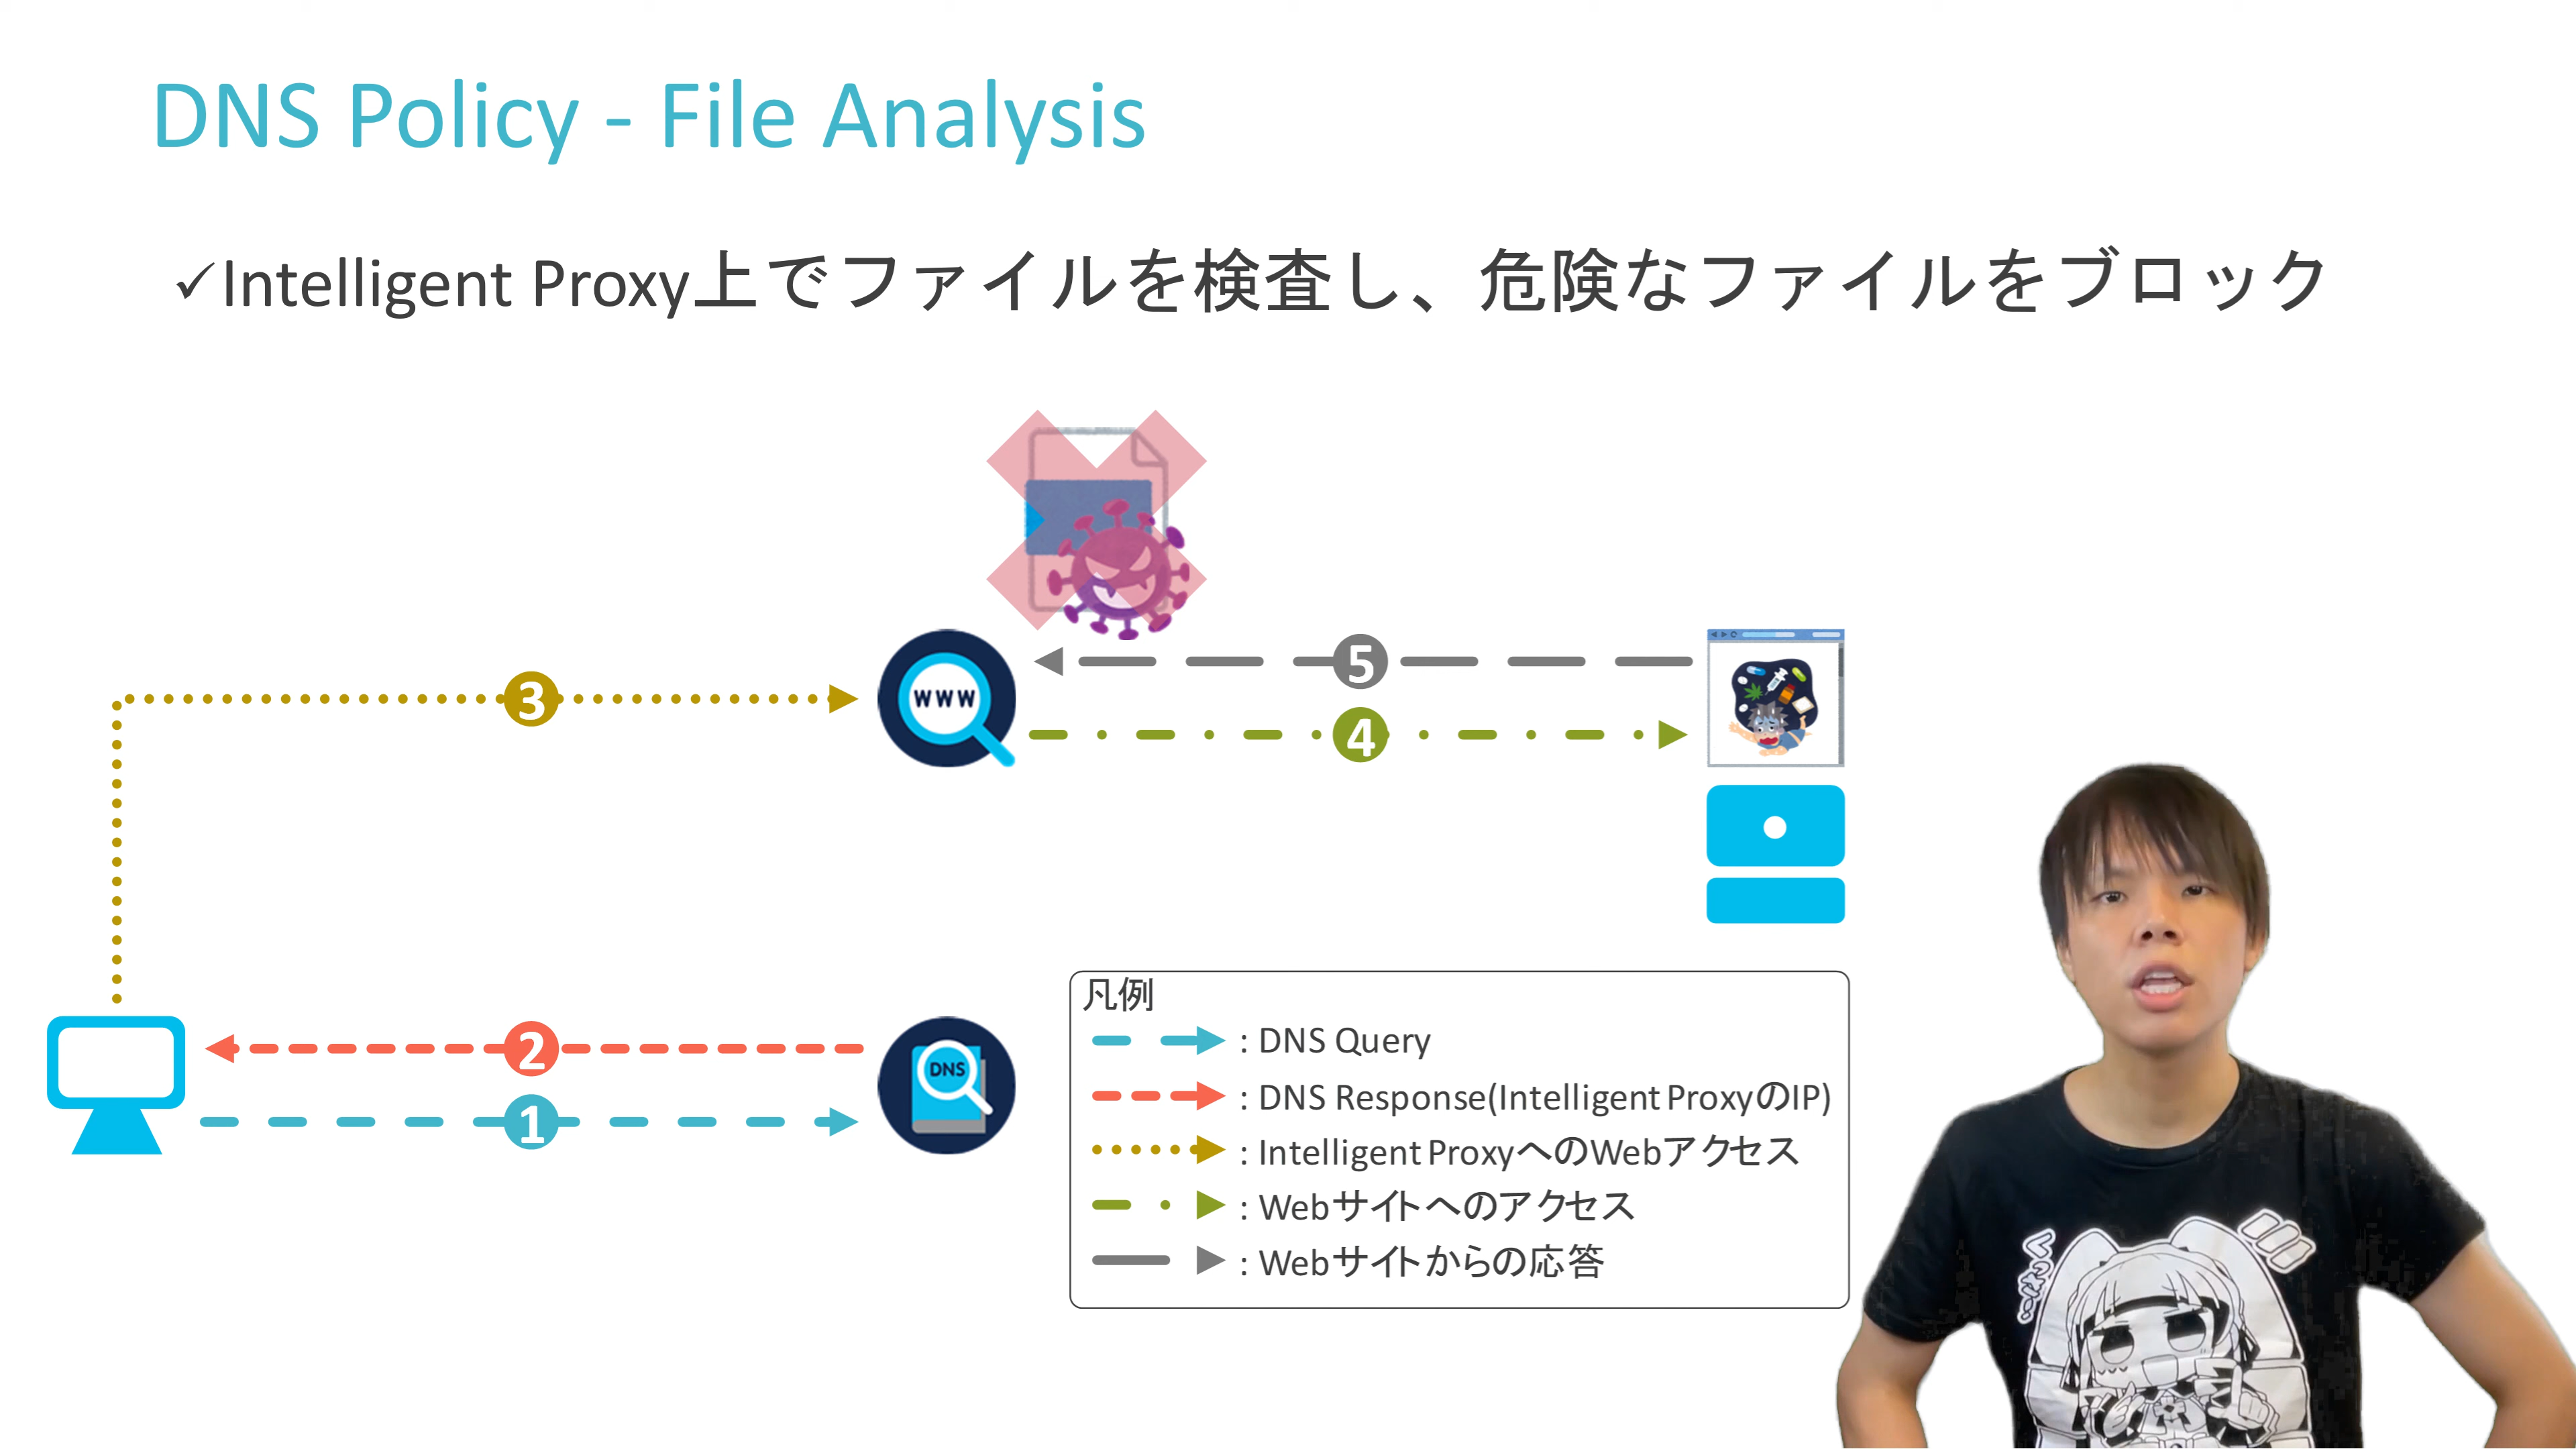 DNS Policy - File Analysis
✓Intelligent Proxy上でファイルを検査し、危険なファイルをブロック
5
WWW
3
4
2
DNS
1
凡例
: DNS Query
: DNS Response(Intelligent ProxyのIP)
: Intelligent ProxyへのWebアクセス
: Webサイトへのアクセス
: Webサイトからの応答